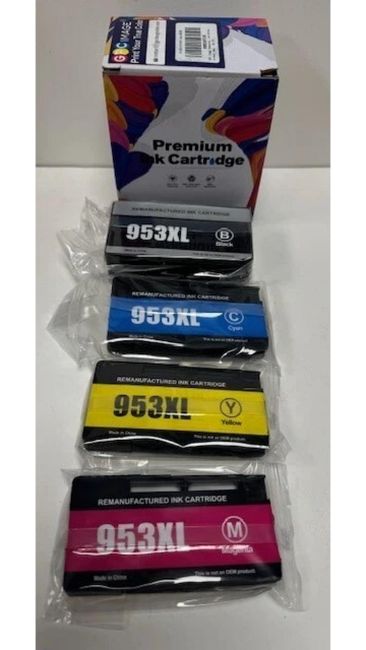 GPC IMAGE
Print Your True Color
Premium
Ink Cartridge
REMANUFACTURED INK CARTRIDGE
953XL
B
Black
REMANUFACTURED INK CARTRIDGE
953XL
C
Cyan
Made in China
This is not an OEM product.
REMANUFACTURED INK CARTRIDGE
953XL
Y
Yellow
Made in China
This is not an OEM product.
REMANUFACTURED INK CARTRIDGE
953XL
M
Magenta
Made in China
This is not an OEM product.